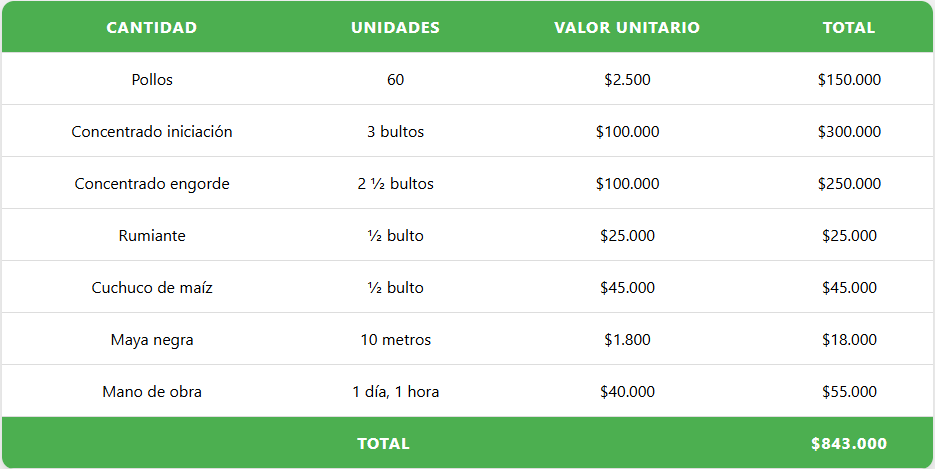 CANTIDAD UNIDADES VALOR UNITARIO TOTAL
Pollos 60 $2.500 $150.000
Concentrado iniciación 3 bultos $100.000 $300.000
Concentrado engorde 2 ½ bultos $100.000 $250.000
Rumiante ½ bulto $25.000 $25.000
Cuchuco de maíz ½ bulto $45.000 $45.000
Maya negra 10 metros $1.800 $18.000
Mano de obra 1 día, 1 hora $40.000 $55.000
TOTAL $843.000